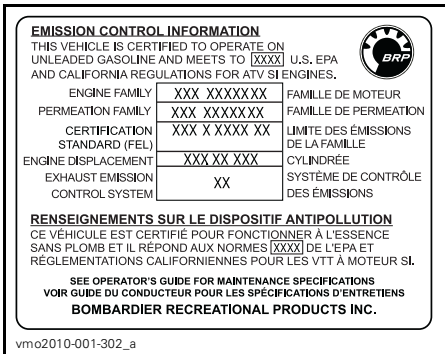 EMISSION CONTROL INFORMATION
BRP
THIS VEHICLE IS CERTIFIED TO OPERATE ON
UNLEADED GASOLINE AND MEETS TO XXXX U.S. EPA
AND CALIFORNIA REGULATIONS FOR ATV SI ENGINES.
ENGINE FAMILY XXX XXXXXXX FAMILLE DE MOTEUR
PERMEATION FAMILY XXX XXXXXXX FAMILLE DE PERMEATION
CERTIFICATION XXX X XXXX XX LIMITE DES ÉMISSIONS
STANDARD (FEL) DE LA FAMILLE
ENGINE DISPLACEMENT XXX XX XXX CYLINDRÉE
EXHAUST EMISSION XX SYSTÈME DE CONTRÔLE
CONTROL SYSTEM DES ÉMISSIONS
RENSEIGNEMENTS SUR LE DISPOSITIF ANTIPOLLUTION
CE VÉHICULE EST CERTIFIÉ POUR FONCTIONNER À L'ESSENCE
SANS PLOMB ET IL RÉPOND AUX NORMES XXXX DE L'EPA ET
RÉGLEMENTATIONS CALIFORNIENNES POUR LES VTT À MOTEUR SI.
SEE OPERATOR'S GUIDE FOR MAINTENANCE SPECIFICATIONS
VOIR GUIDE DU CONDUCTEUR POUR LES SPÉCIFICATIONS D'ENTRETIENS
BOMBARDIER RECREATIONAL PRODUCTS INC.
vmo2010-001-302_a